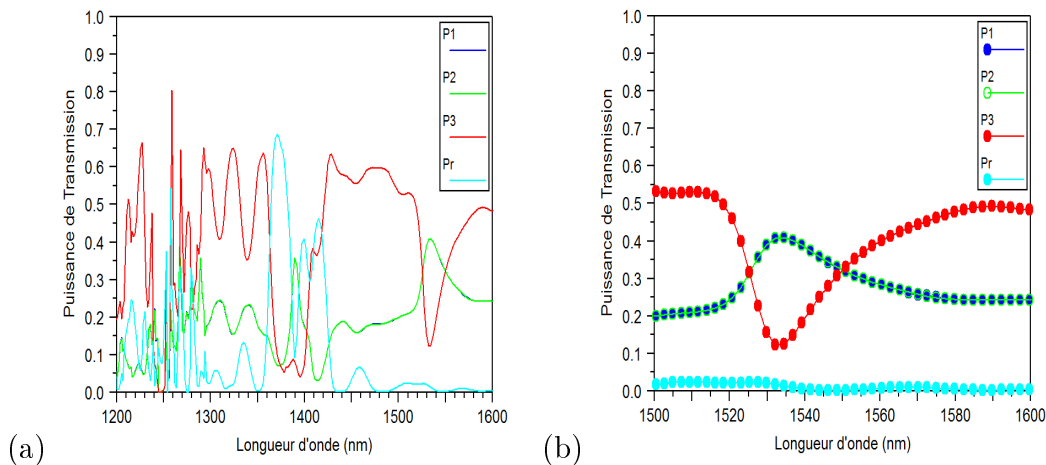 1.0
0.9
0.8
0.7
0.6
0.5
0.4
0.3
0.2
0.1
0.0
Puissance de Transmission
1200
1300
1400
1500
1600
Longueur d'onde (nm)
P1
P2
P3
Pr
(a)
1.0
0.9
0.8
0.7
0.6
0.5
0.4
0.3
0.2
0.1
0.0
Puissance de Transmission
1500
1520
1540
1560
1580
1600
Longueur d'onde (nm)
P1
P2
P3
Pr
(b)